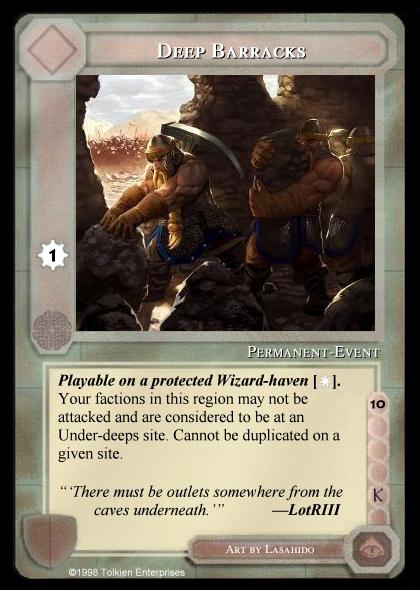 DEEP BARRACKS
1
PERMANENT-EVENT
Playable on a protected Wizard-haven [☀].
Your factions in this region may not be
attacked and are considered to be at an
Under-deeps site. Cannot be duplicated on a
given site.
“‘There must be outlets somewhere from the
caves underneath.’” —LotRIII
10
K
ART BY LASAHIDO
©1998 Tolkien Enterprises